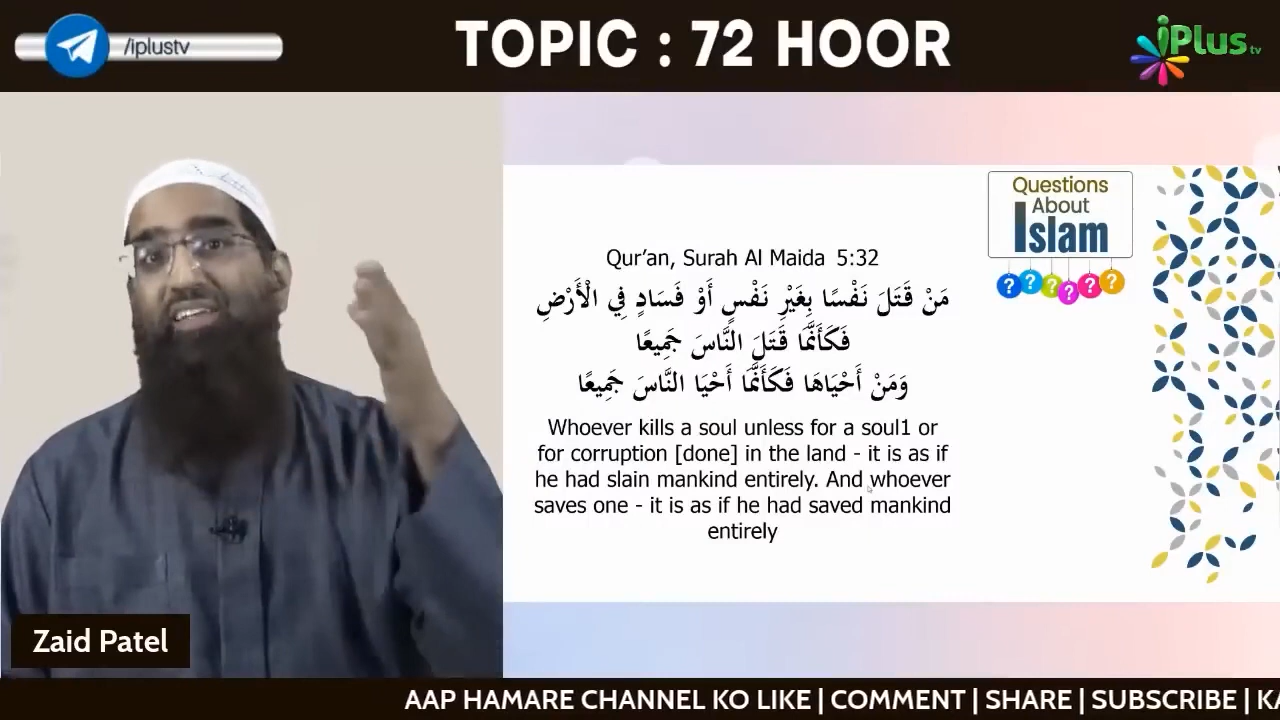 /iplustv
TOPIC : 72 HOOR
iPlus tv
Questions
About
Islam
? ? ? ? ? ?
Qur’an, Surah Al Maida 5:32
مَنْ قَتَلَ نَفْسًا بِغَيْرِ نَفْسٍ أَوْ فَسَادٍ فِي الْأَرْضِ
فَكَأَنَّمَا قَتَلَ النَّاسَ جَمِيعًا
وَمَنْ أَحْيَاهَا فَكَأَنَّمَا أَحْيَا النَّاسَ جَمِيعًا
Whoever kills a soul unless for a soul1 or
for corruption [done] in the land - it is as if
he had slain mankind entirely. And whoever
saves one - it is as if he had saved mankind
entirely
Zaid Patel
AAP HAMARE CHANNEL KO LIKE | COMMENT | SHARE | SUBSCRIBE | KA